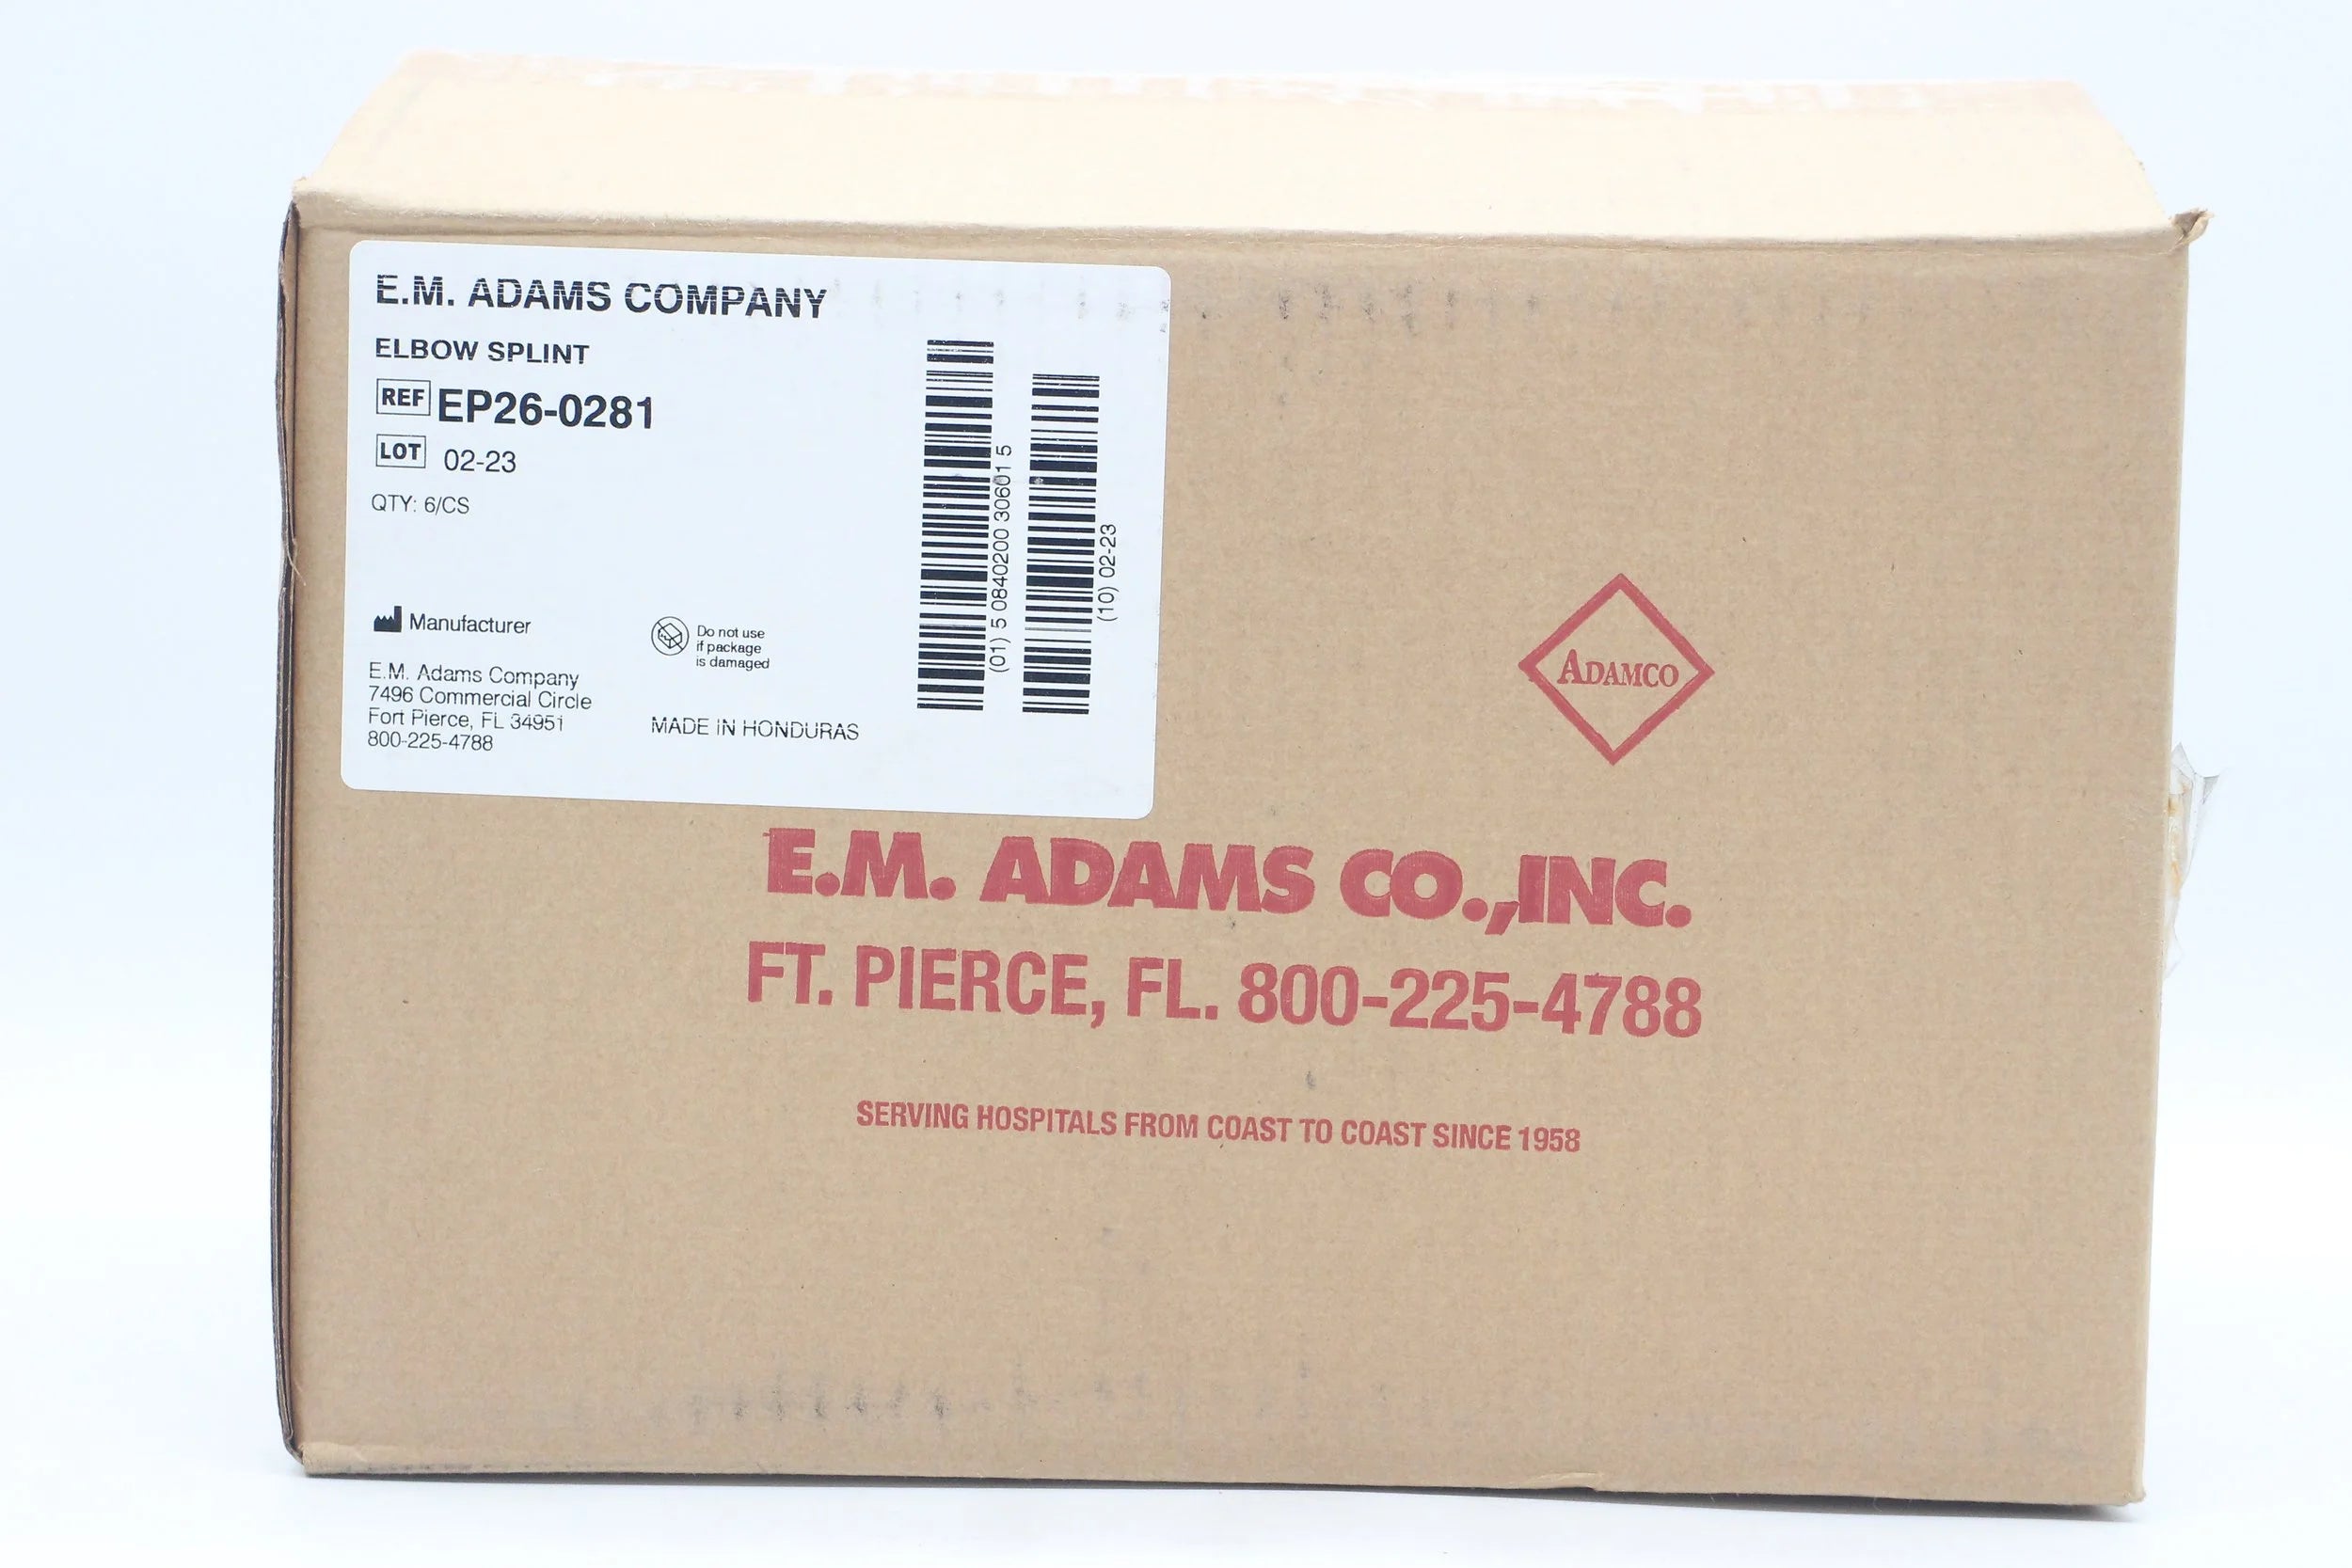 E.M. ADAMS COMPANY
ELBOW SPLINT
REF EP26-0281
LOT 02-23
QTY: 6/CS
Manufacturer
E.M. Adams Company
7496 Commercial Circle
Fort Pierce, FL 34951
800-225-4788
Do not use
if package
is damaged
MADE IN HONDURAS
(01) 5 0840200 30601 5
(10) 02-23
ADAMCO
E.M. ADAMS CO.,INC.
FT. PIERCE, FL. 800-225-4788
SERVING HOSPITALS FROM COAST TO COAST SINCE 1958